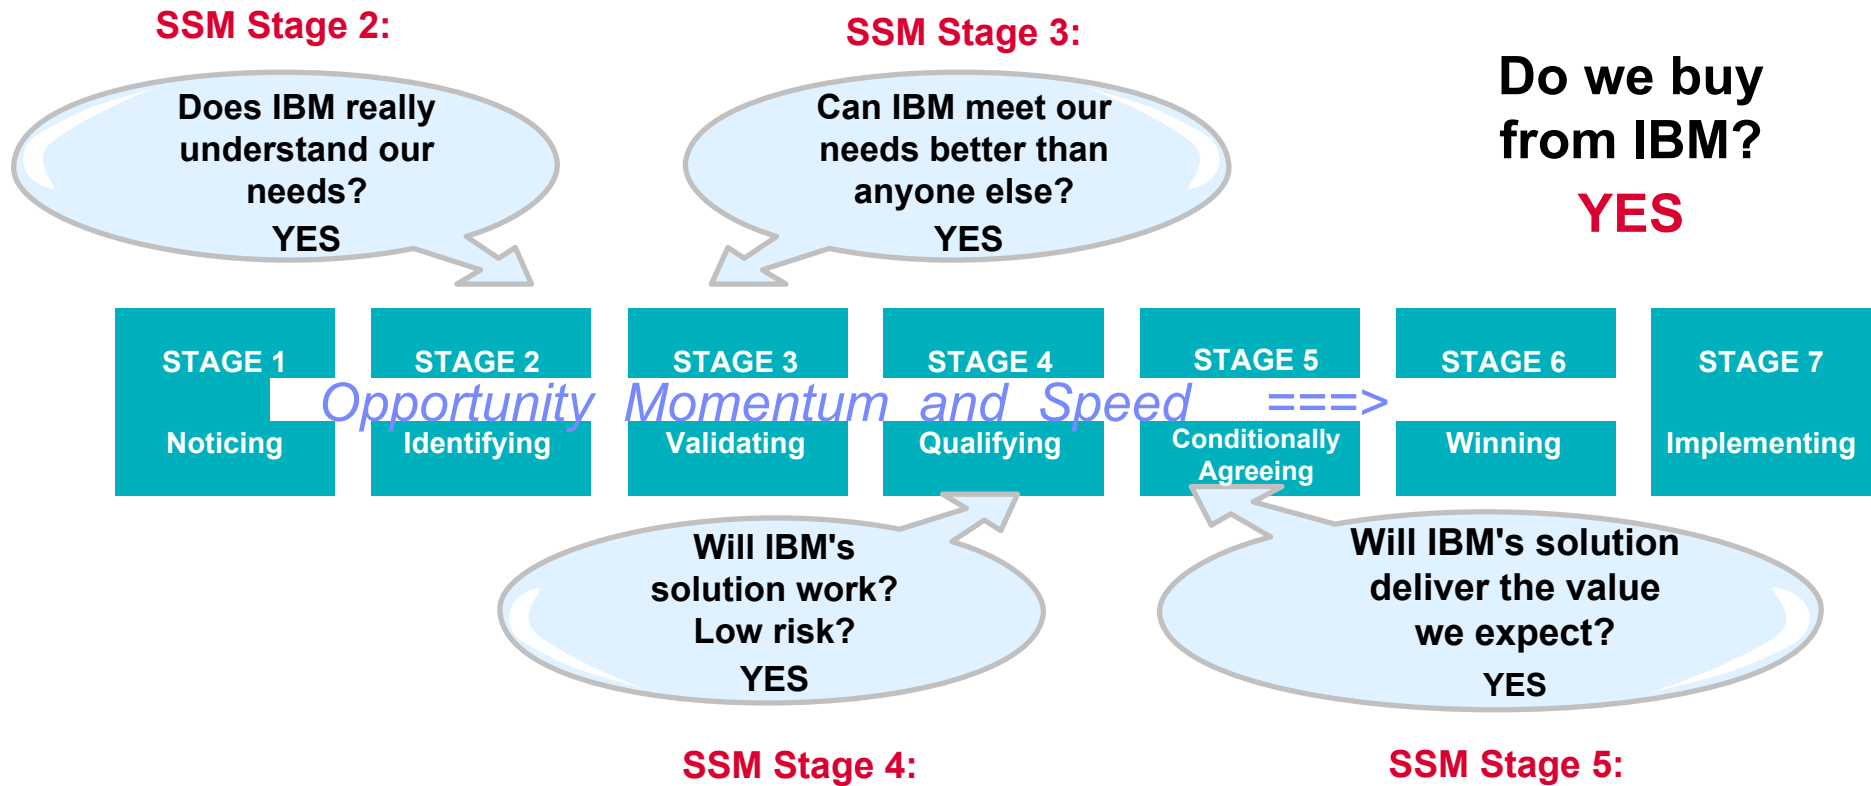 SSM Stage 2:
Does IBM really
understand our
needs?
YES
SSM Stage 3:
Can IBM meet our
needs better than
anyone else?
YES
Do we buy
from IBM?
YES
STAGE 1
Noticing
STAGE 2
Identifying
STAGE 3
Validating
STAGE 4
Qualifying
STAGE 5
Conditionally
Agreeing
STAGE 6
Winning
STAGE 7
Implementing
Opportunity Momentum and Speed ===>
Will IBM's
solution work?
Low risk?
YES
SSM Stage 4:
Will IBM's solution
deliver the value
we expect?
YES
SSM Stage 5: